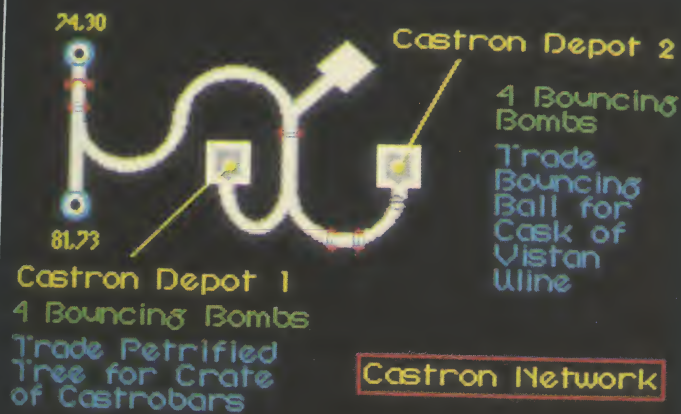 74.30
Castron Depot 2
4 Bouncing
Bombs
Trade
Bouncing
Ball for
Cask of
Vistan
Wine
81.73
Castron Depot 1
4 Bouncing Bombs
Trade Petrified
Tree for Crate
of Castrobars
Castron Network